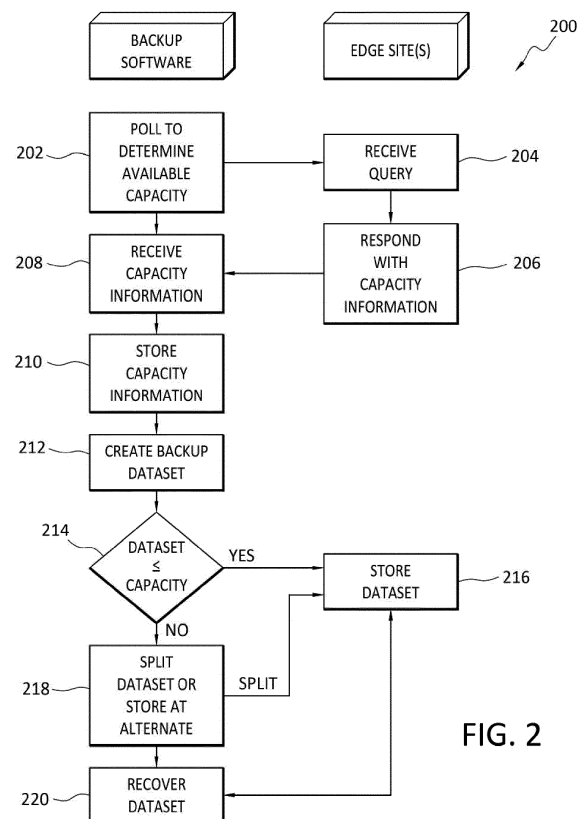 BACKUP
SOFTWARE
EDGE SITE(S)
200
202
POLL TO
DETERMINE
AVAILABLE
CAPACITY
RECEIVE
QUERY
204
208
RECEIVE
CAPACITY
INFORMATION
RESPOND
WITH
CAPACITY
INFORMATION
206
210
STORE
CAPACITY
INFORMATION
212
CREATE BACKUP
DATASET
214
DATASET
≤
CAPACITY
YES
STORE
DATASET
216
NO
218
SPLIT
DATASET OR
STORE AT
ALTERNATE
SPLIT
FIG. 2
220
RECOVER
DATASET